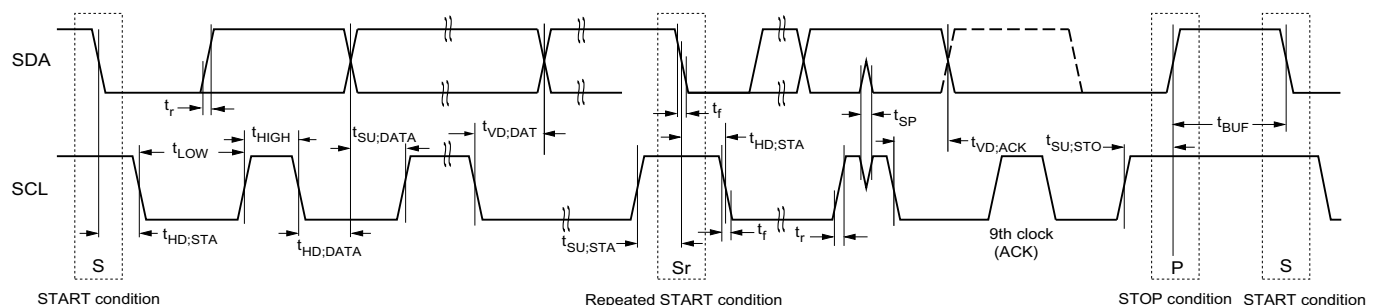 SDA
t_r
t_f
t_SP
t_BUF
t_HIGH
t_SU;DATA
t_VD;DAT
t_HD;STA
t_VD;ACK
t_SU;STO
t_LOW
SCL
t_HD;STA
t_HD;DATA
t_SU;STA
t_f
t_r
9th clock
(ACK)
S
Sr
P
S
START condition
Repeated START condition
STOP condition
START condition